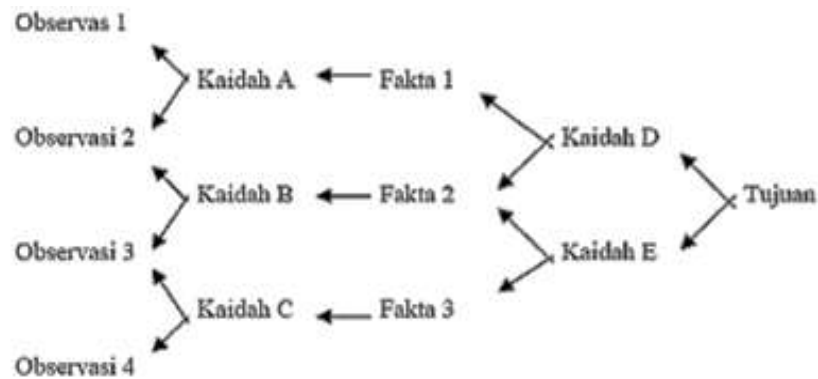 Observas 1
Kaidah A Fakta 1
Observasi 2 Kaidah D
Kaidah B Fakta 2 Tujuan
Observasi 3 Kaidah E
Kaidah C Fakta 3
Observasi 4